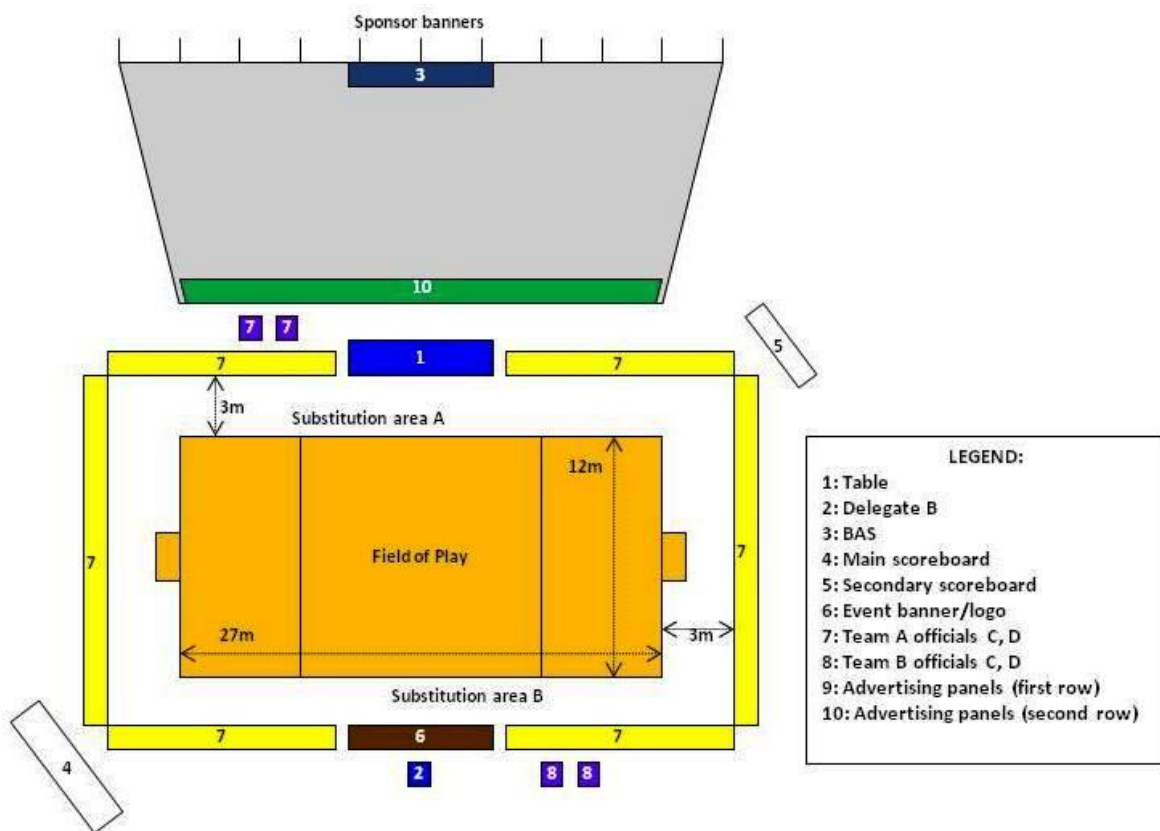 Sponsor banners
3
10
7 7
5
7 1 7
3m
Substitution area A
12m
7
Field of Play
7
27m
3m
Substitution area B
7 6 7
4
2 8 8
LEGEND:
1: Table
2: Delegate B
3: BAS
4: Main scoreboard
5: Secondary scoreboard
6: Event banner/logo
7: Team A officials C, D
8: Team B officials C, D
9: Advertising panels (first row)
10: Advertising panels (second row)